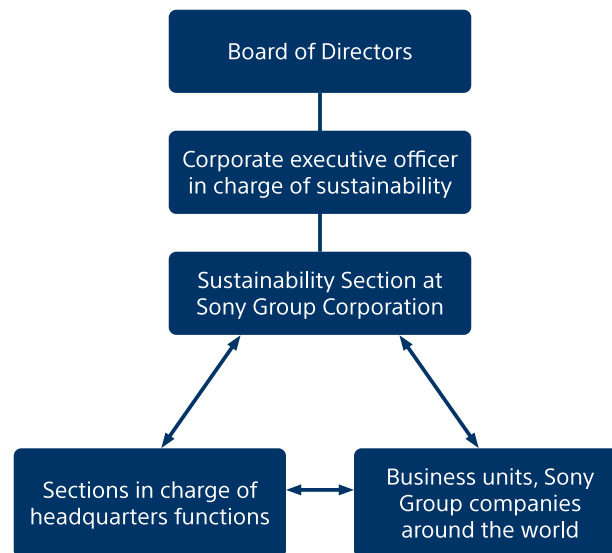 Board of Directors
Corporate executive officer
in charge of sustainability
Sustainability Section at
Sony Group Corporation
Sections in charge of
headquarters functions
Business units, Sony
Group companies
around the world